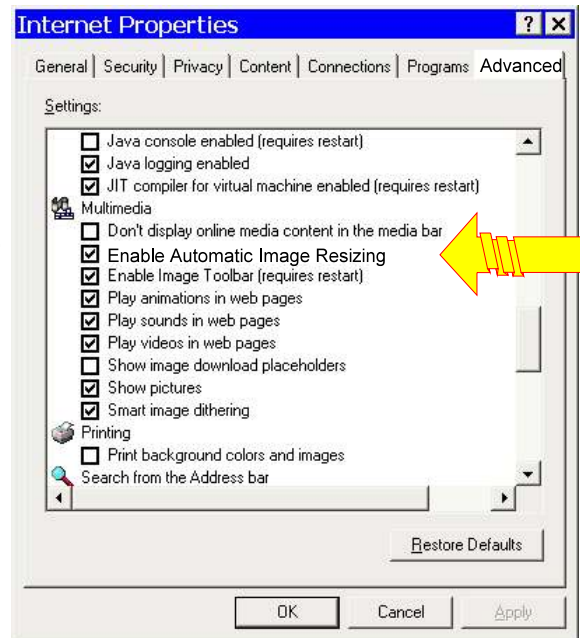 Internet Properties
General Security Privacy Content Connections Programs Advanced
Settings:
Java console enabled (requires restart)
Java logging enabled
JIT compiler for virtual machine enabled (requires restart)
Multimedia
Don't display online media content in the media bar
Enable Automatic Image Resizing
Enable Image Toolbar (requires restart)
Play animations in web pages
Play sounds in web pages
Play videos in web pages
Show image download placeholders
Show pictures
Smart image dithering
Printing
Print background colors and images
Search from the Address bar
Restore Defaults
OK Cancel Apply